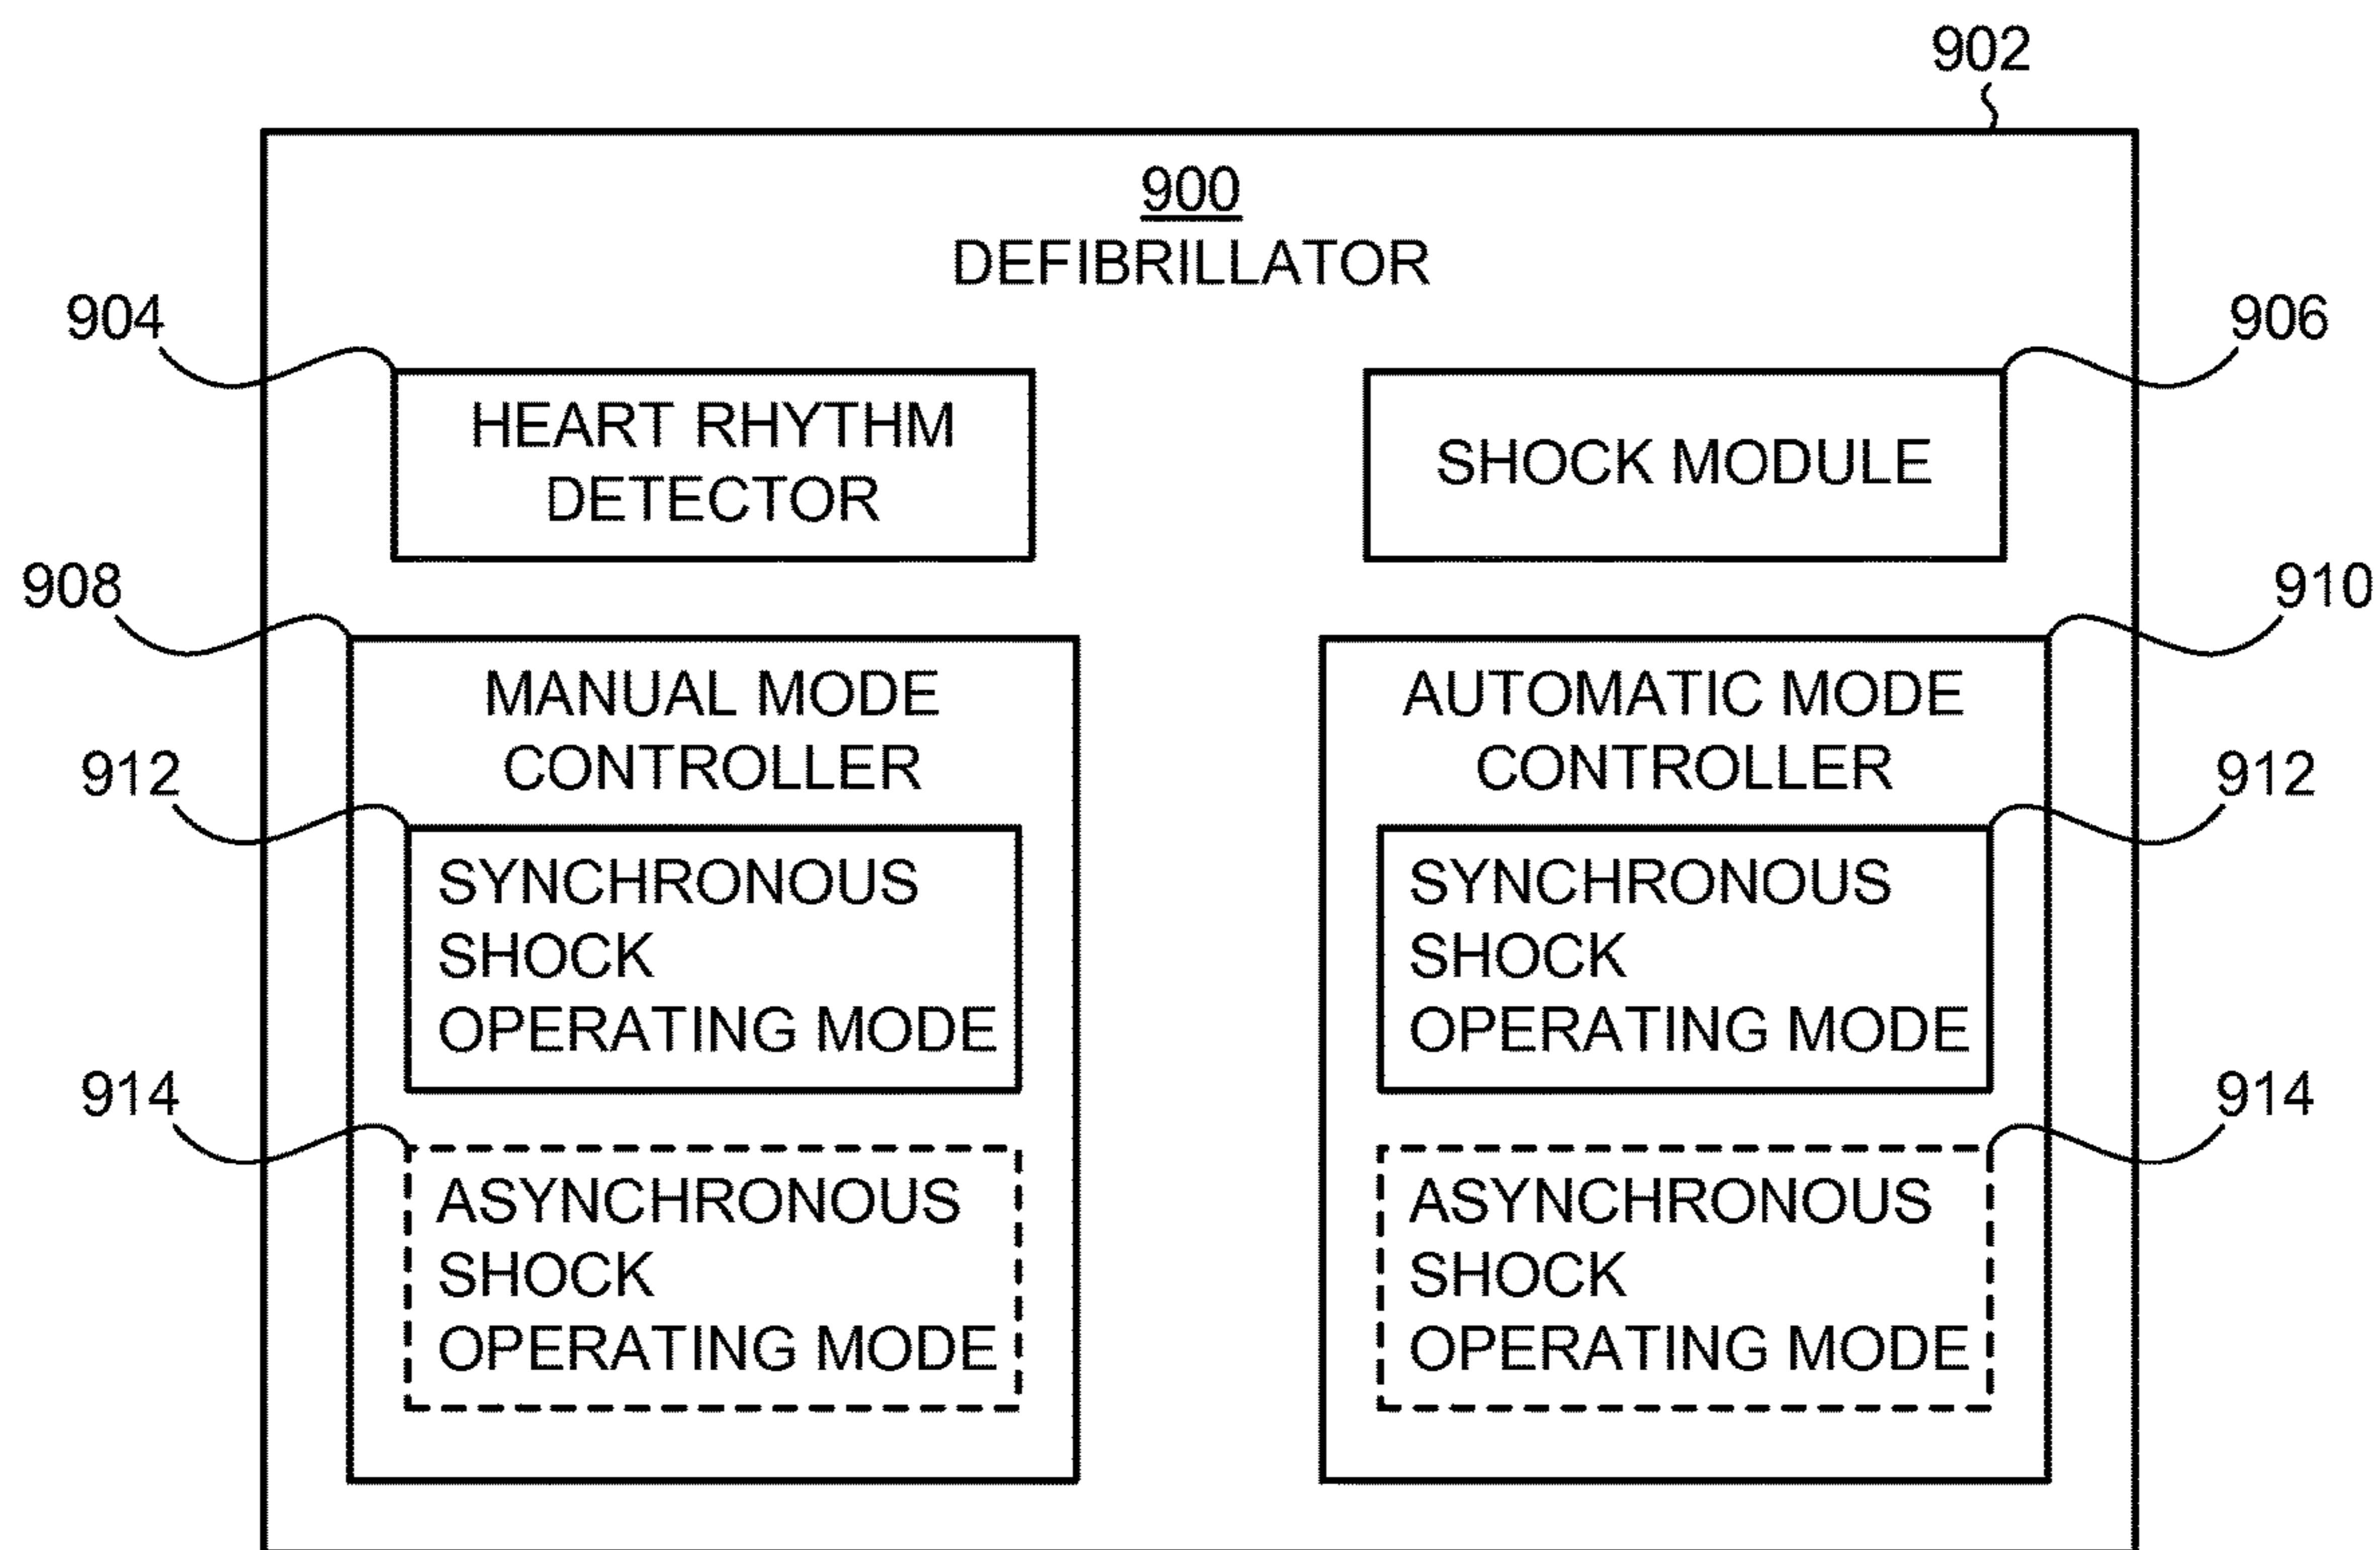 902
900
DEFIBRILLATOR
904
906
HEART RHYTHM
DETECTOR
SHOCK MODULE
908
910
MANUAL MODE
CONTROLLER
AUTOMATIC MODE
CONTROLLER
912
912
SYNCHRONOUS
SHOCK
OPERATING MODE
SYNCHRONOUS
SHOCK
OPERATING MODE
914
914
ASYNCHRONOUS
SHOCK
OPERATING MODE
ASYNCHRONOUS
SHOCK
OPERATING MODE